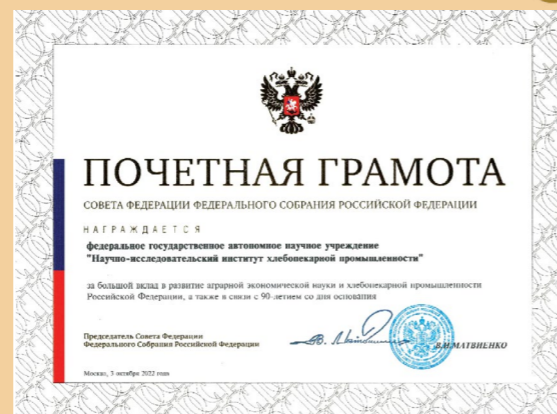 ПОЧЕТНАЯ ГРАМОТА
СОВЕТА ФЕДЕРАЦИИ ФЕДЕРАЛЬНОГО СОБРАНИЯ РОССИЙСКОЙ ФЕДЕРАЦИИ
НАГРАЖДАЕТСЯ
федеральное государственное автономное научное учреждение
"Научно-исследовательский институт хлебопекарной промышленности"
за большой вклад в развитие аграрной экономической науки и хлебопекарной промышленности
Российской Федерации, а также в связи с 90-летием со дня основания
Председатель Совета Федерации
Федерального Собрания Российской Федерации
В.И.МАТВИЕНКО
Москва, 3 октября 2022 года